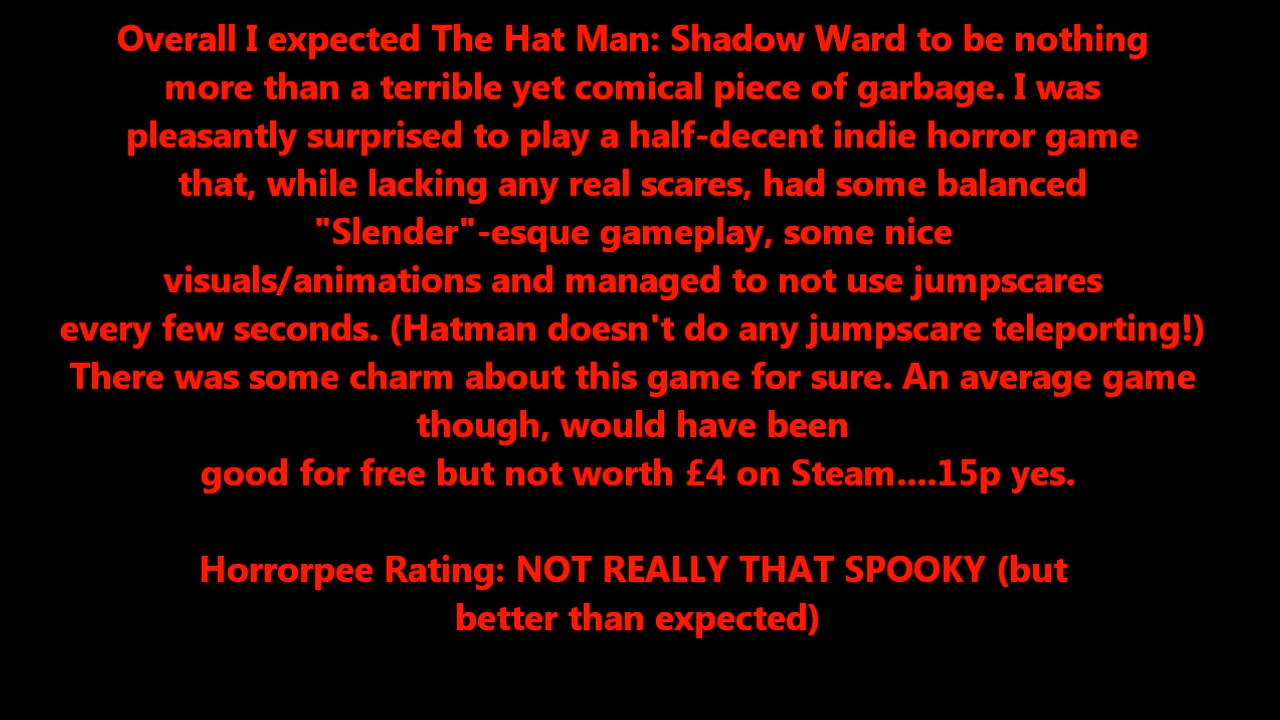 Overall I expected The Hat Man: Shadow Ward to be nothing
more than a terrible yet comical piece of garbage. I was
pleasantly surprised to play a half-decent indie horror game
that, while lacking any real scares, had some balanced
"Slender"-esque gameplay, some nice
visuals/animations and managed to not use jumpscares
every few seconds. (Hatman doesn't do any jumpscare teleporting!)
There was some charm about this game for sure. An average game
though, would have been
good for free but not worth £4 on Steam....15p yes.
Horrorpee Rating: NOT REALLY THAT SPOOKY (but
better than expected)